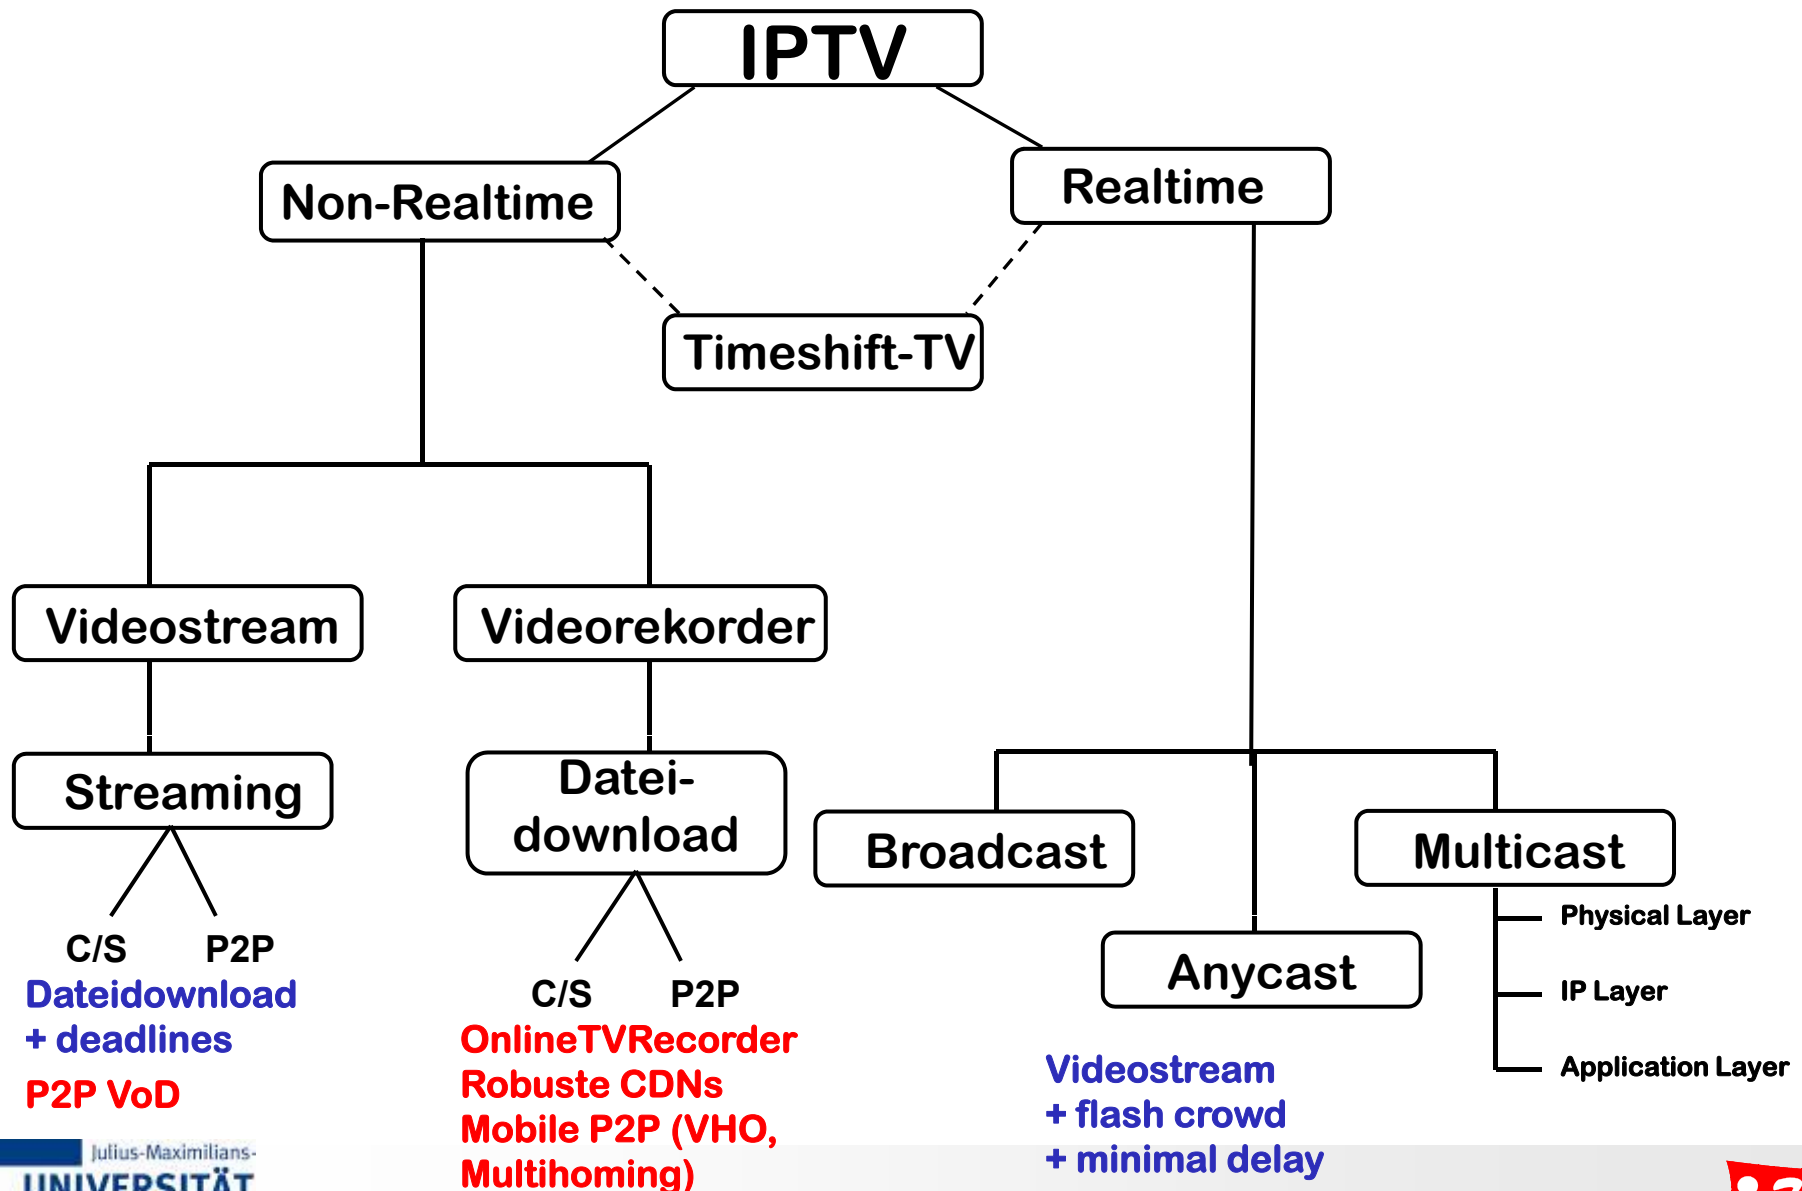 IPTV
Non-Realtime
Realtime
Timeshift-TV
Videostream
Videorekorder
Streaming
Datei-
download
Broadcast
Multicast
Anycast
Physical Layer
IP Layer
Application Layer
C/S P2P
Dateidownload
+ deadlines
P2P VoD
C/S P2P
OnlineTVRecorder
Robuste CDNs
Mobile P2P (VHO,
Multihoming)
Videostream
+ flash crowd
+ minimal delay
Julius-Maximilians-
UNIVERSITÄT